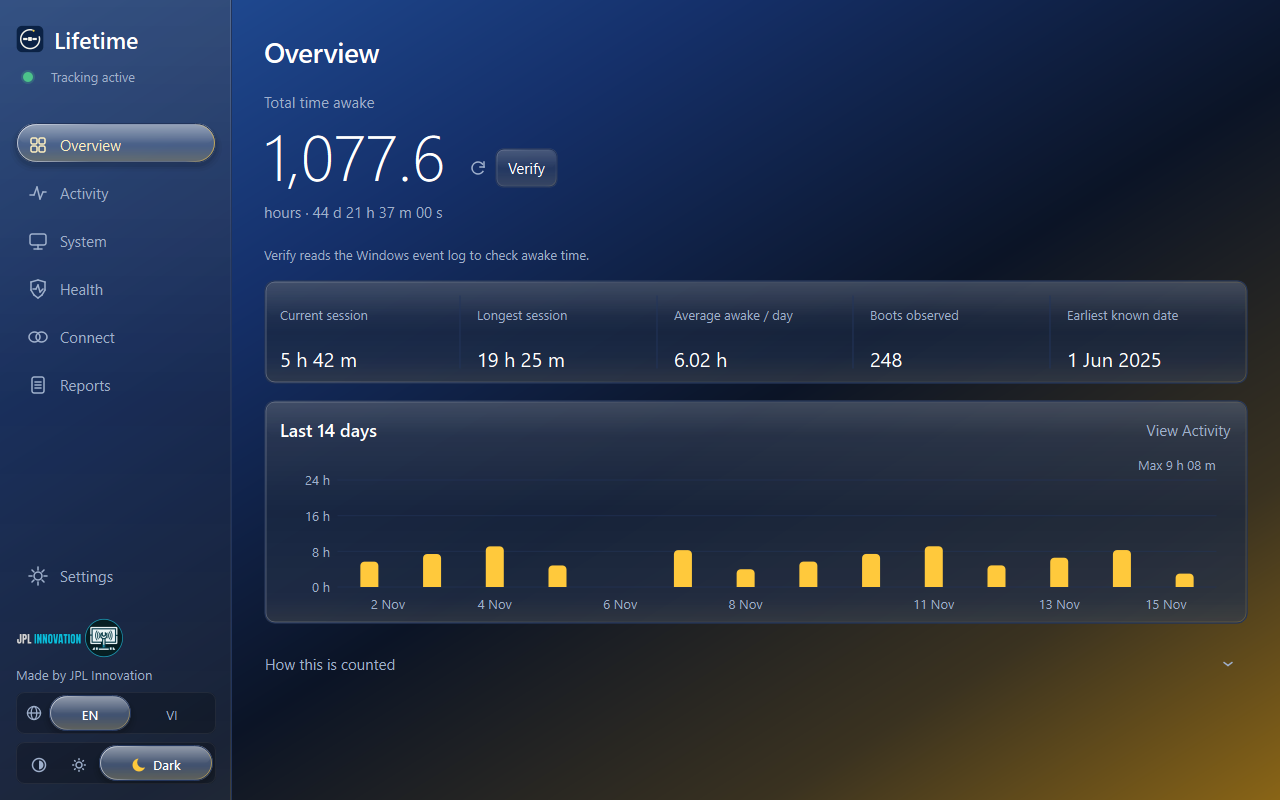 Lifetime
Tracking active
Overview
Activity
System
Health
Connect
Reports
Settings
JPL INNOVATION
Made by JPL Innovation
EN VI
Dark
Overview
Total time awake
1,077.6
Verify
hours · 44 d 21 h 37 m 00 s
Verify reads the Windows event log to check awake time.
Current session Longest session Average awake / day Boots observed Earliest known date
5 h 42 m 19 h 25 m 6.02 h 248 1 Jun 2025
Last 14 days View Activity
Max 9 h 08 m
24 h
16 h
8 h
0 h
2 Nov 4 Nov 6 Nov 8 Nov 11 Nov 13 Nov 15 Nov
How this is counted